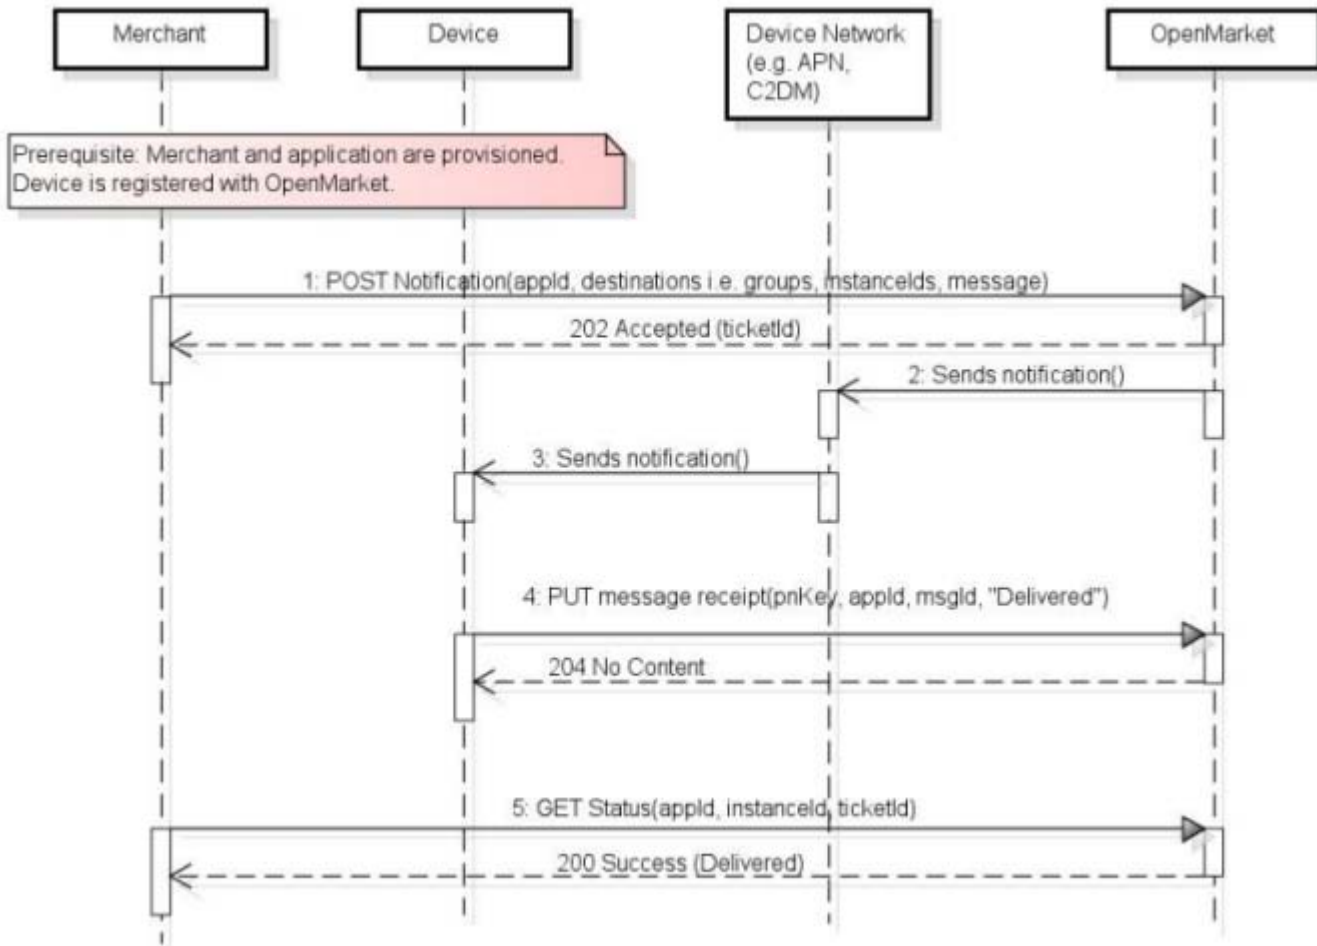 Merchant
Device
Device Network
(e.g. APN,
C2DM)
OpenMarket
Prerequisite: Merchant and application are provisioned.
Device is registered with OpenMarket.
1: POST Notification(appId, destinations i.e. groups, instanceIds, message)
202 Accepted (ticketId)
2: Sends notification()
3: Sends notification()
4: PUT message receipt(pnKey, appId, msgId, "Delivered")
204 No Content
5: GET Status(appId, instanceId, ticketId)
200 Success (Delivered)